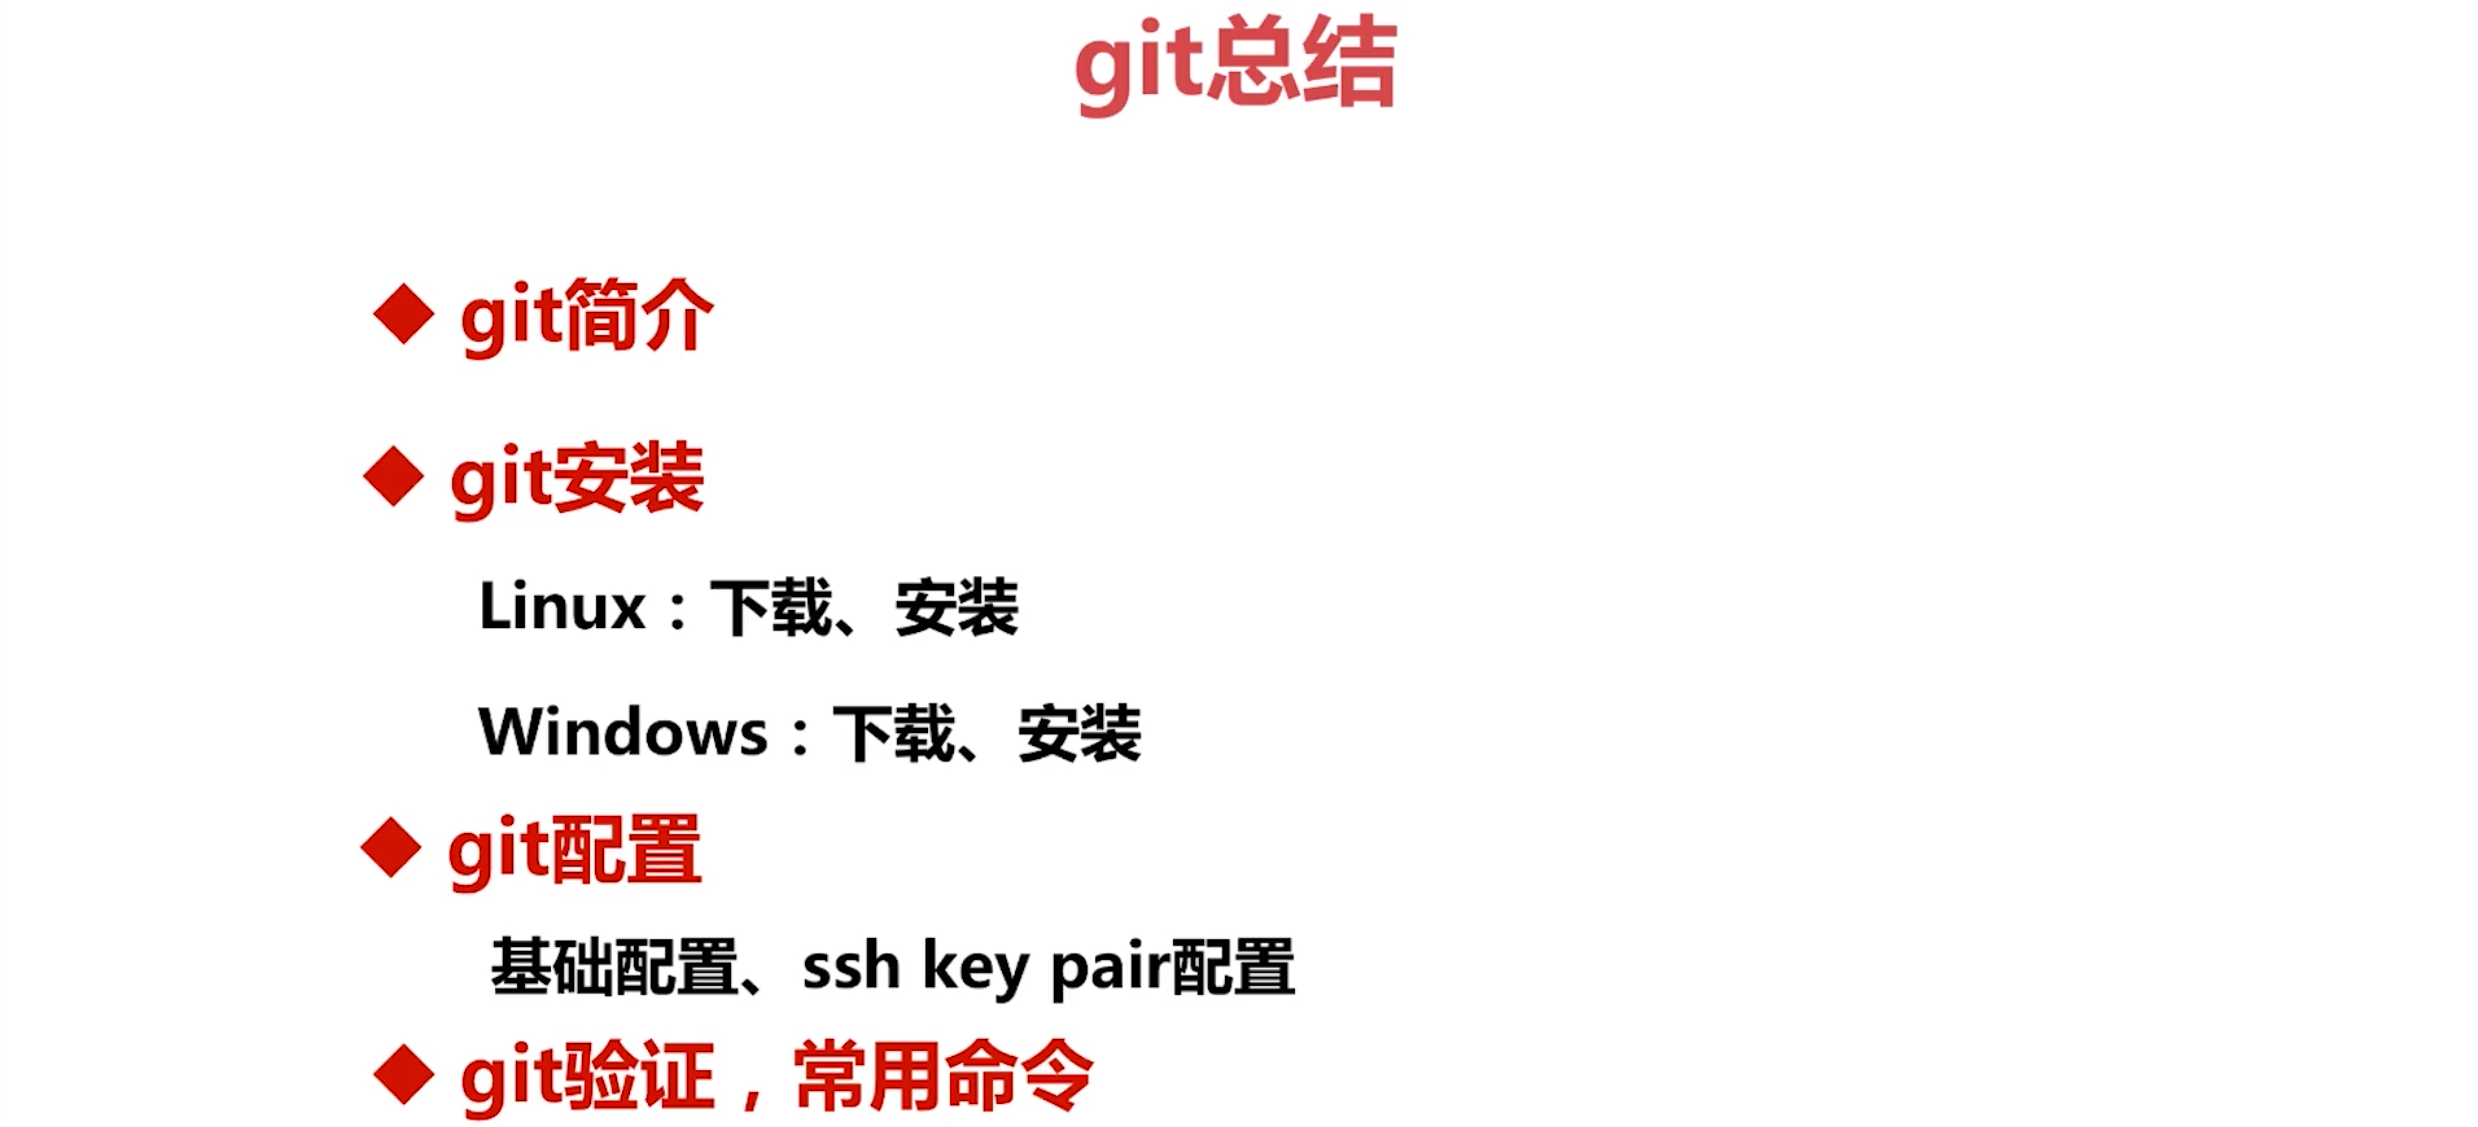 git总结
◆ git简介
◆ git安装
Linux：下载、安装
Windows：下载、安装
◆ git配置
基础配置、ssh key pair配置
◆ git验证，常用命令